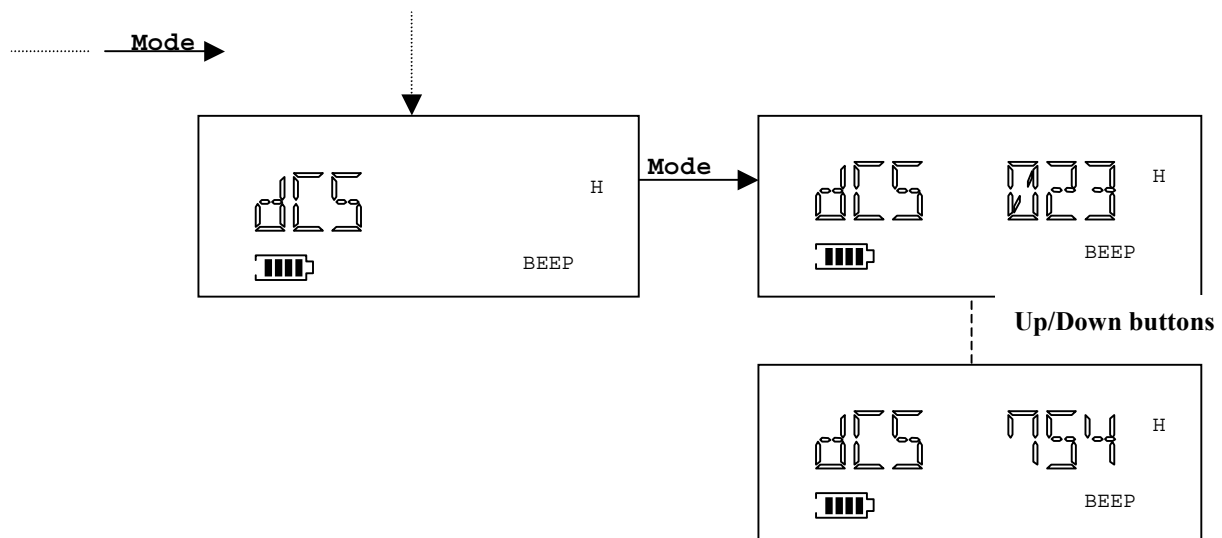 Mode
dCS
H
BEEP
Mode
dCS 023
H
BEEP
Up/Down buttons
dCS 754
H
BEEP